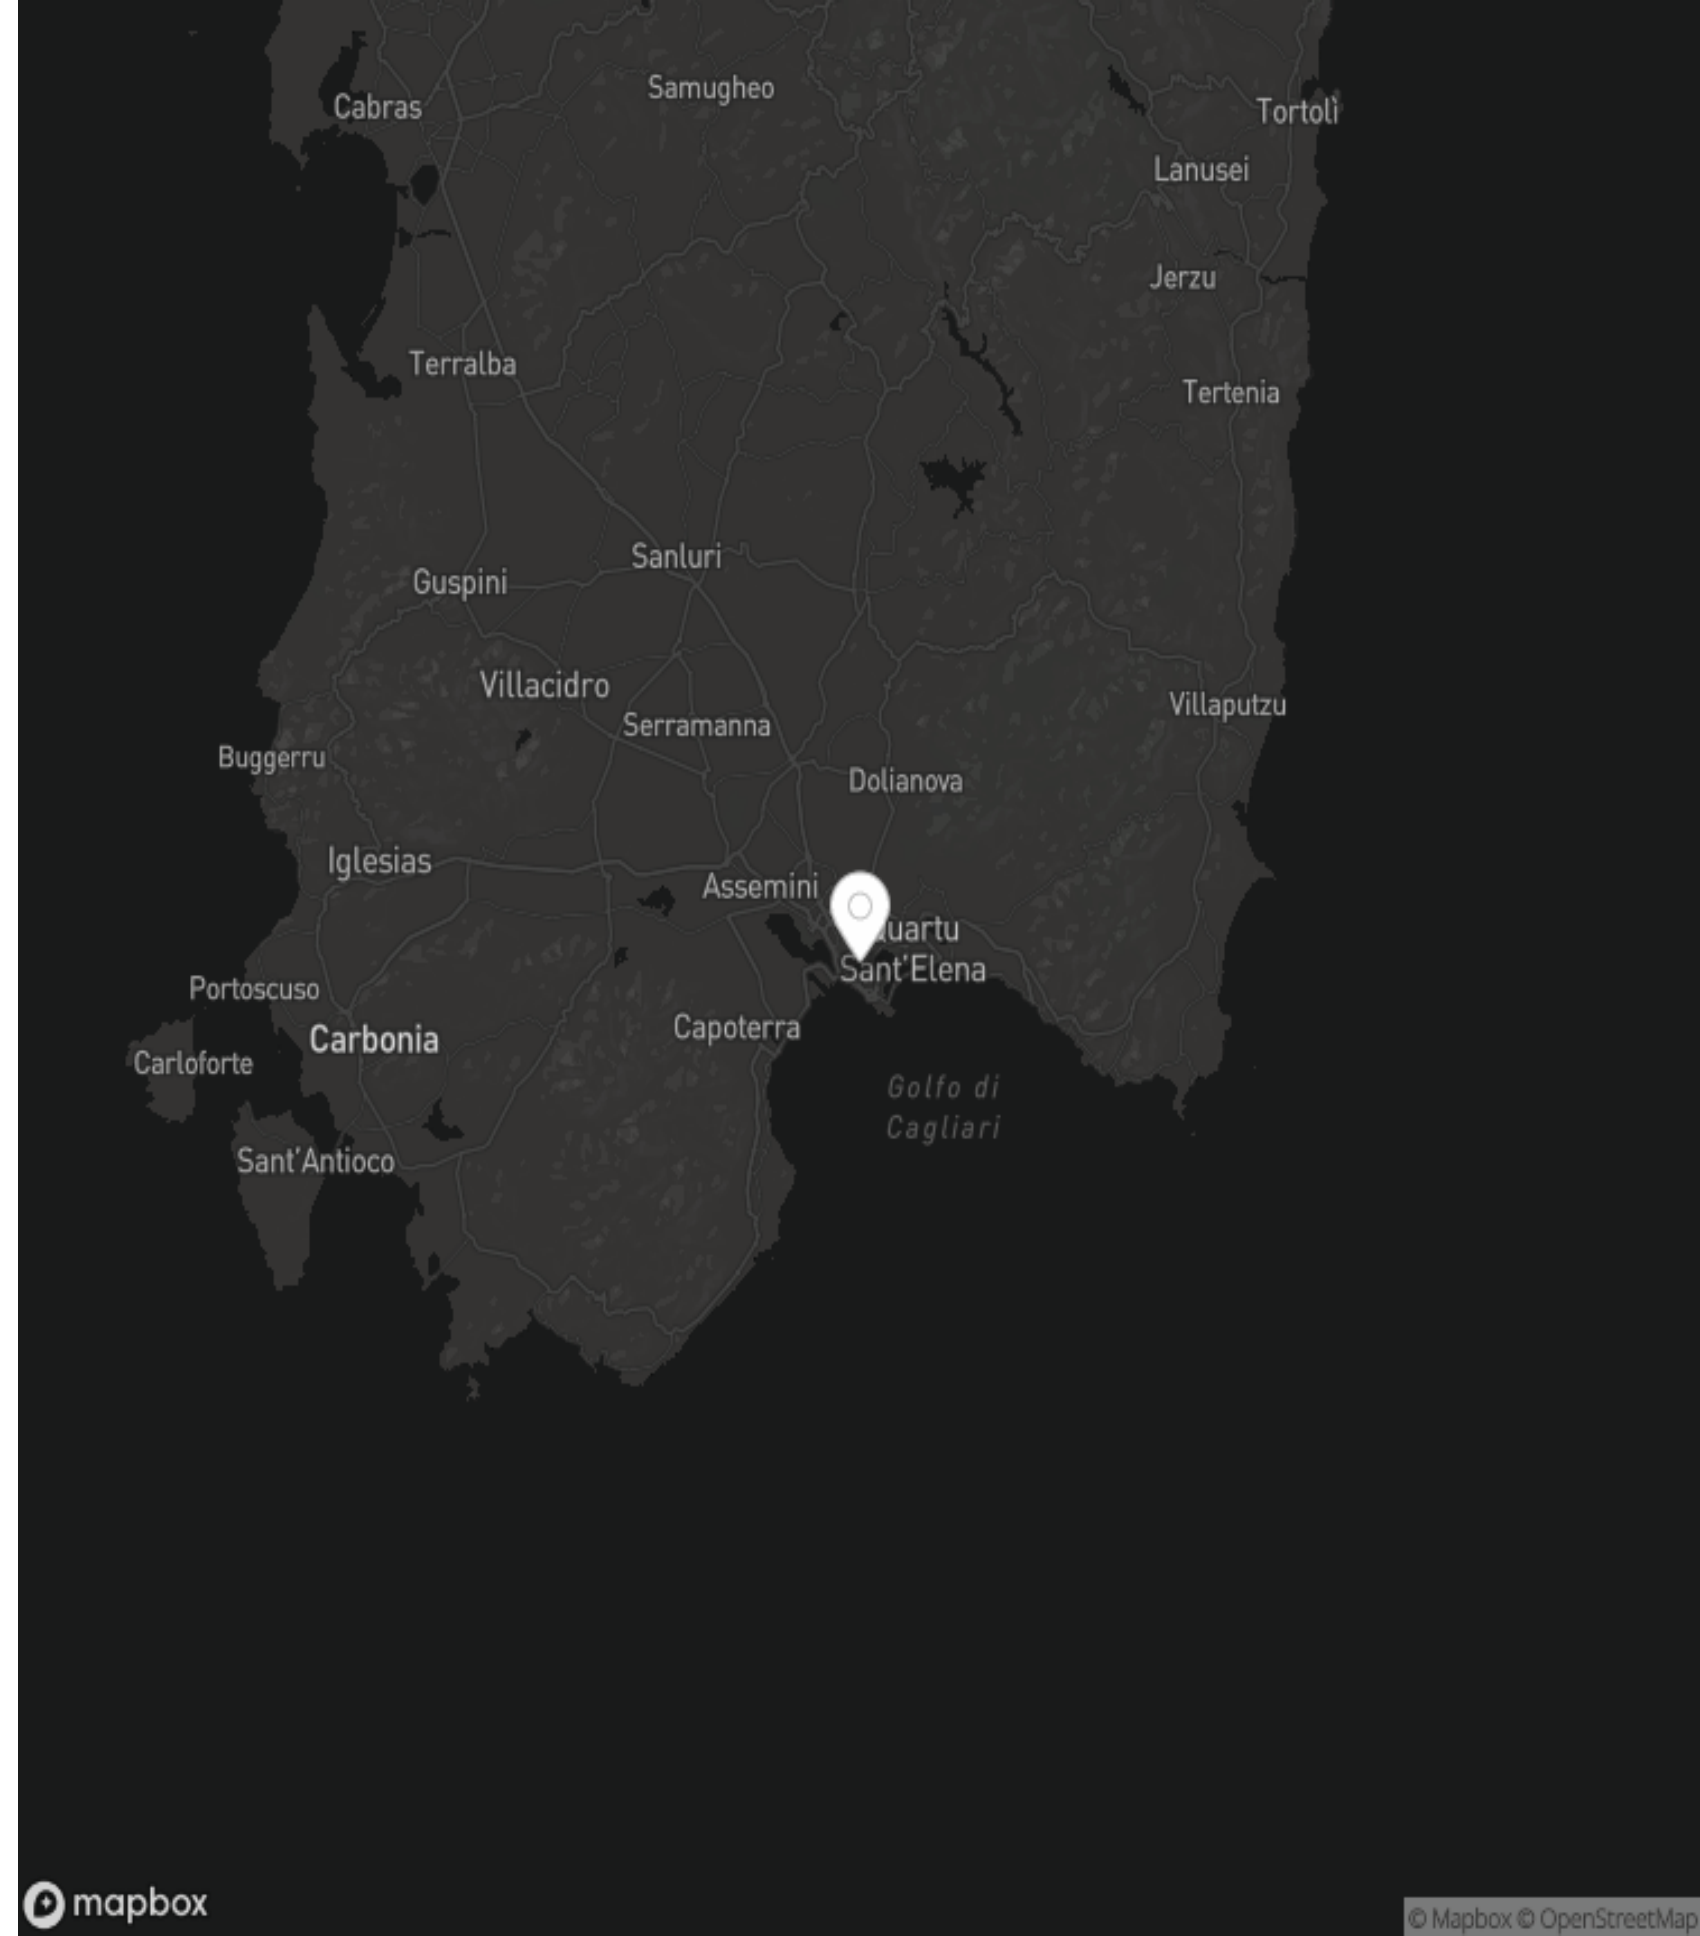 Samugheo
Cabras
Tortolì
Lanusei
Jerzu
Terralba
Tertenia
Sanluri
Guspini
Villacidro
Villaputzu
Serramanna
Buggerru
Dolianova
Iglesias
Assemini
uartu
Sant'Elena
Portoscuso
Capoterra
Carbonia
Carloforte
Golfo di
Cagliari
Sant'Antioco
mapbox
© Mapbox © OpenStreetMap